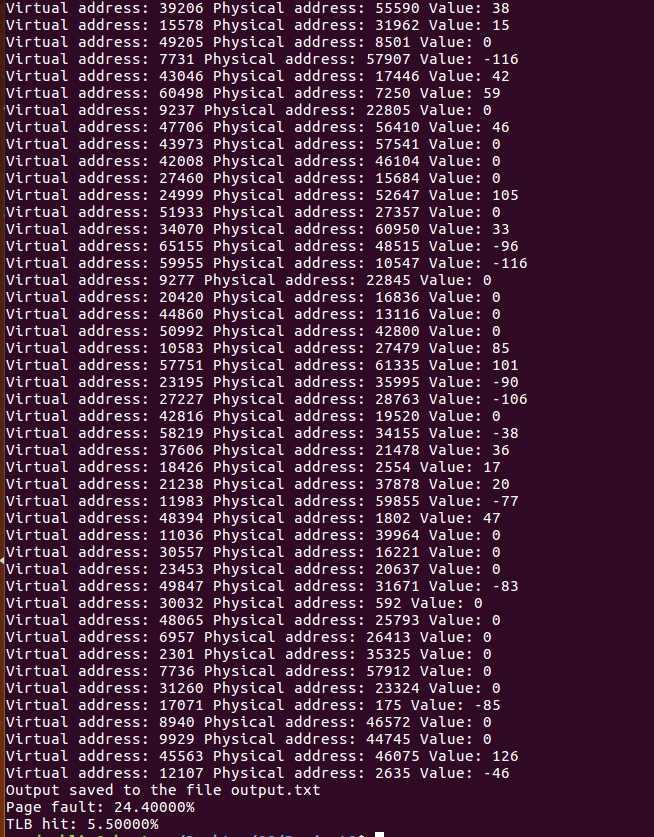 Virtual address: 39206 Physical address: 55590 Value: 38
Virtual address: 15578 Physical address: 31962 Value: 15
Virtual address: 49205 Physical address: 8501 Value: 0
Virtual address: 7731 Physical address: 57907 Value: -116
Virtual address: 43046 Physical address: 17446 Value: 42
Virtual address: 60498 Physical address: 7250 Value: 59
Virtual address: 9237 Physical address: 22805 Value: 0
Virtual address: 47706 Physical address: 56410 Value: 46
Virtual address: 43973 Physical address: 57541 Value: 0
Virtual address: 42008 Physical address: 46104 Value: 0
Virtual address: 27460 Physical address: 15684 Value: 0
Virtual address: 24999 Physical address: 52647 Value: 105
Virtual address: 51933 Physical address: 27357 Value: 0
Virtual address: 34070 Physical address: 60950 Value: 33
Virtual address: 65155 Physical address: 48515 Value: -96
Virtual address: 59955 Physical address: 10547 Value: -116
Virtual address: 9277 Physical address: 22845 Value: 0
Virtual address: 20420 Physical address: 16836 Value: 0
Virtual address: 44860 Physical address: 13116 Value: 0
Virtual address: 50992 Physical address: 42800 Value: 0
Virtual address: 10583 Physical address: 27479 Value: 85
Virtual address: 57751 Physical address: 61335 Value: 101
Virtual address: 23195 Physical address: 35995 Value: -90
Virtual address: 27227 Physical address: 28763 Value: -106
Virtual address: 42816 Physical address: 19520 Value: 0
Virtual address: 58219 Physical address: 34155 Value: -38
Virtual address: 37606 Physical address: 21478 Value: 36
Virtual address: 18426 Physical address: 2554 Value: 17
Virtual address: 21238 Physical address: 37878 Value: 20
Virtual address: 11983 Physical address: 59855 Value: -77
Virtual address: 48394 Physical address: 1802 Value: 47
Virtual address: 11036 Physical address: 39964 Value: 0
Virtual address: 30557 Physical address: 16221 Value: 0
Virtual address: 23453 Physical address: 20637 Value: 0
Virtual address: 49847 Physical address: 31671 Value: -83
Virtual address: 30032 Physical address: 592 Value: 0
Virtual address: 48065 Physical address: 25793 Value: 0
Virtual address: 6957 Physical address: 26413 Value: 0
Virtual address: 2301 Physical address: 35325 Value: 0
Virtual address: 7736 Physical address: 57912 Value: 0
Virtual address: 31260 Physical address: 23324 Value: 0
Virtual address: 17071 Physical address: 175 Value: -85
Virtual address: 8940 Physical address: 46572 Value: 0
Virtual address: 9929 Physical address: 44745 Value: 0
Virtual address: 45563 Physical address: 46075 Value: 126
Virtual address: 12107 Physical address: 2635 Value: -46
Output saved to the file output.txt
Page fault: 24.40000%
TLB hit: 5.50000%